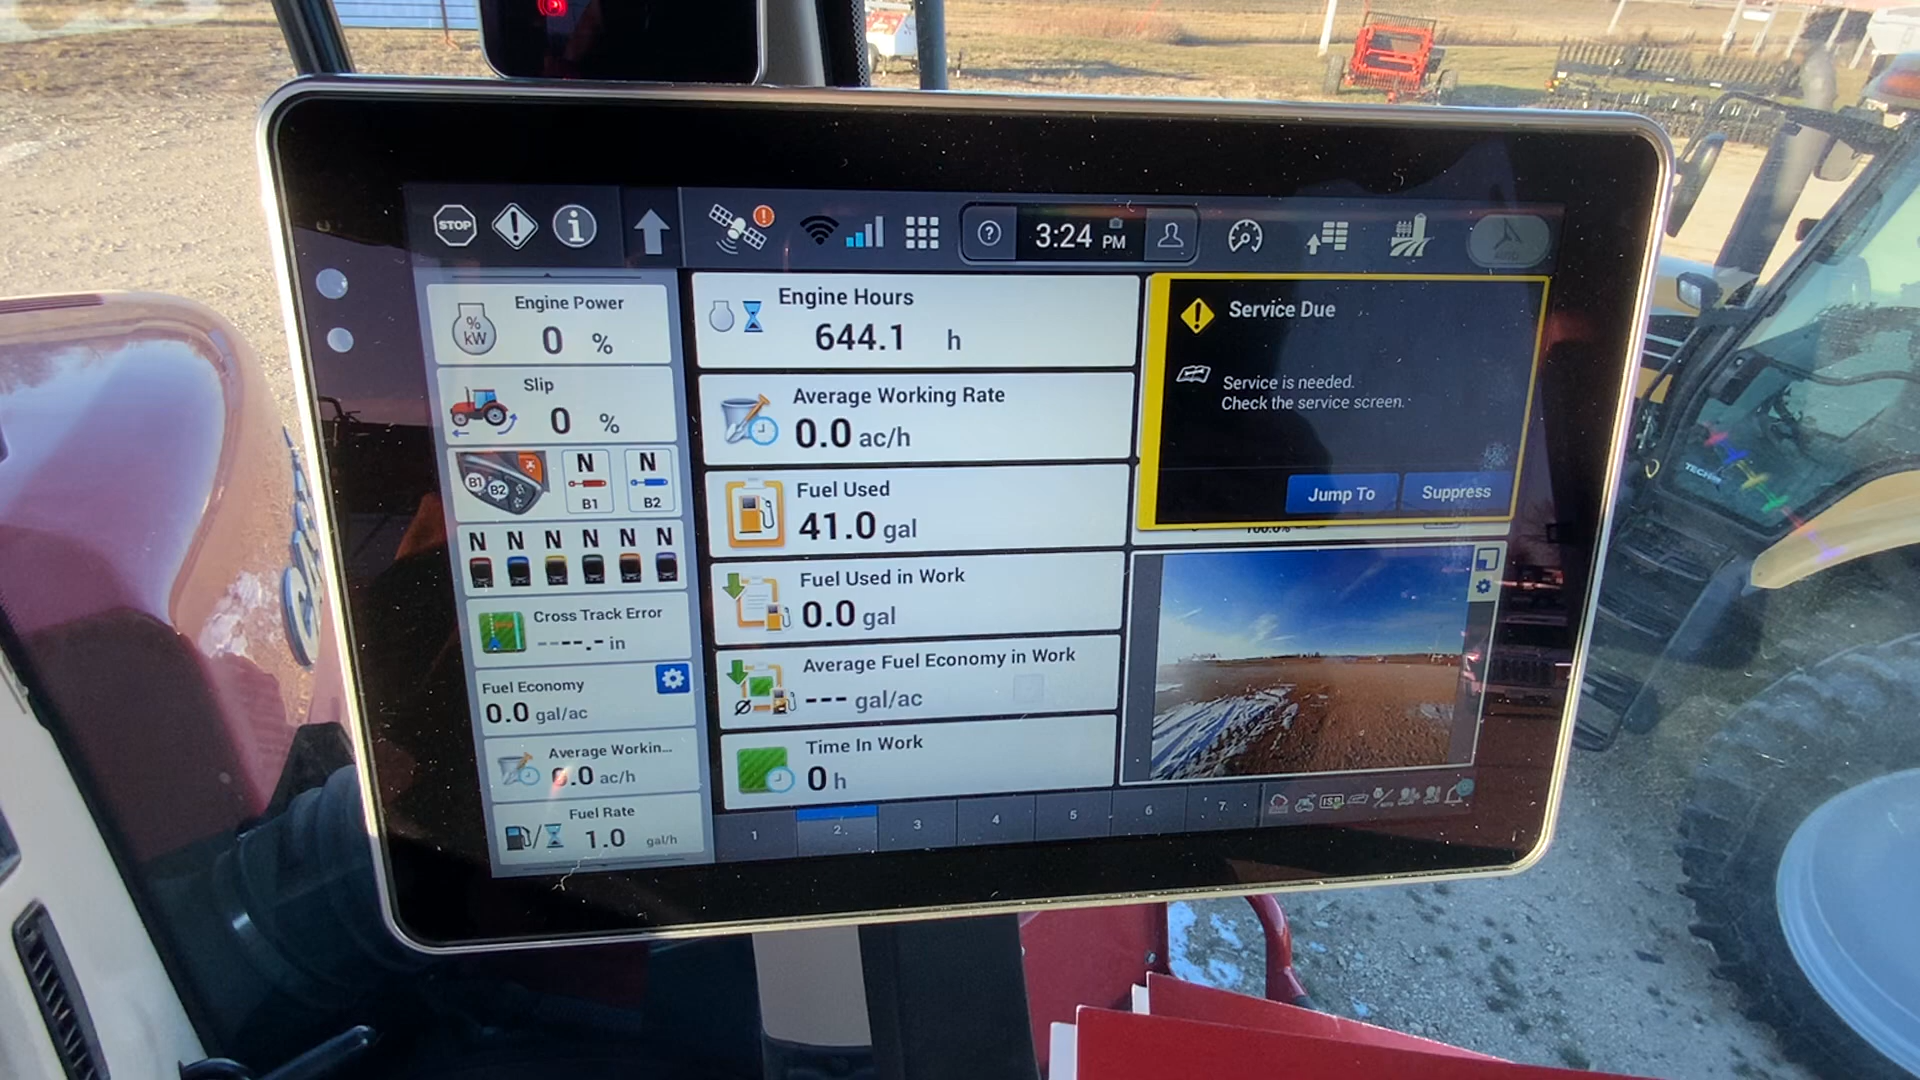 STOP
3:24 PM
Engine Power
% kW
0 %
Slip
0 %
B1 B2
N
B1
N
B2
N N N N N N
Cross Track Error
----.- in
Fuel Economy
0.0 gal/ac
Average Workin...
0.0 ac/h
Fuel Rate
1.0 gal/h
Engine Hours
644.1 h
Average Working Rate
0.0 ac/h
Fuel Used
41.0 gal
Fuel Used in Work
0.0 gal
Average Fuel Economy in Work
--- gal/ac
Time In Work
0 h
Service Due
Service is needed.
Check the service screen.
Jump To
Suppress
100.0%
1 2 3 4 5 6 7
ISB